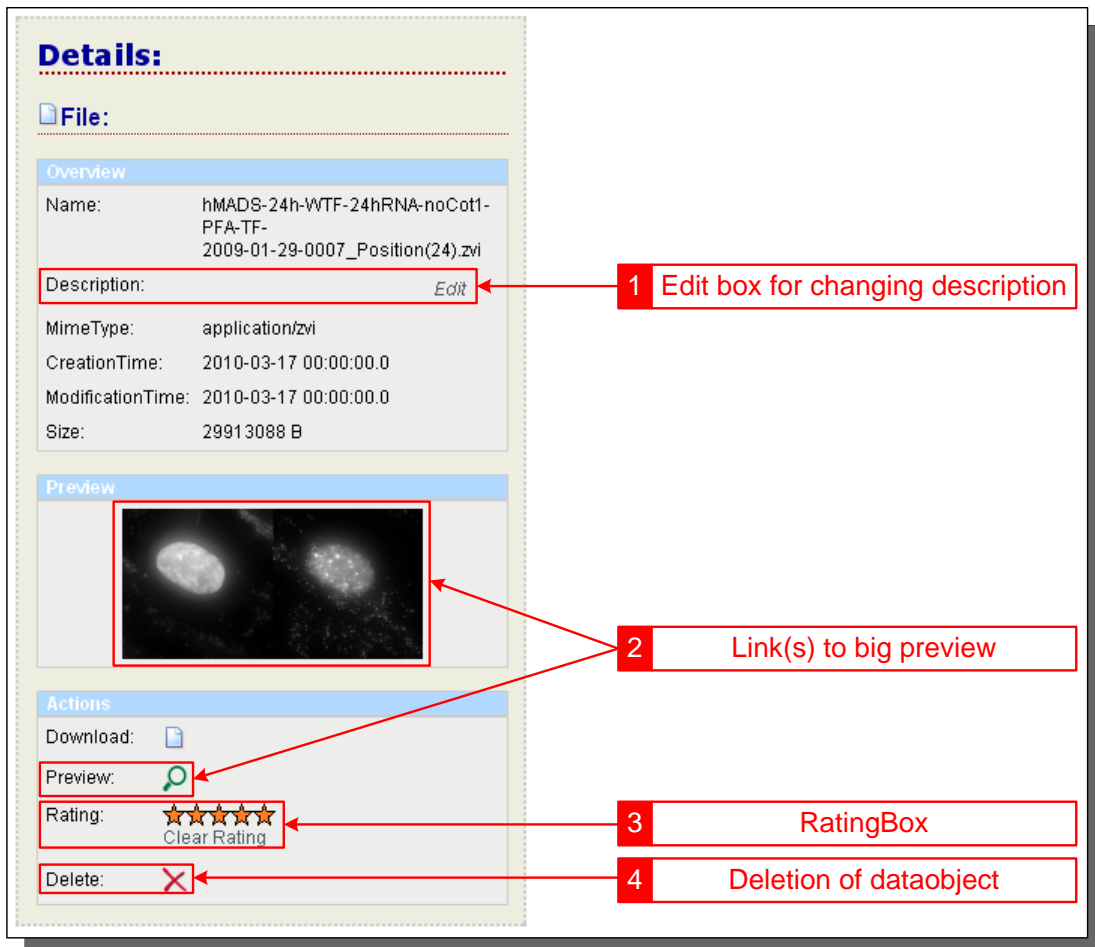 Details:
File:
Overview
Name: hMADS-24h-WTF-24hRNA-noCot1-
PFA-TF-
2009-01-29-0007_Position(24).zvi
Description: Edit
1 Edit box for changing description
MimeType: application/zvi
CreationTime: 2010-03-17 00:00:00.0
ModificationTime: 2010-03-17 00:00:00.0
Size: 29913088 B
Preview
2 Link(s) to big preview
Actions
Download:
Preview:
Rating:
Clear Rating
3 RatingBox
Delete:
4 Deletion of dataobject